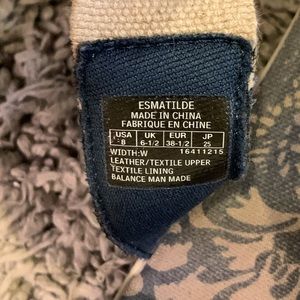 ESMATILDE
MADE IN CHINA
FABRIQUE EN CHINE
USA UK EUR JP
8 6-1/2 38-1/2 25
WIDTH:W 16411215
LEATHER/TEXTILE UPPER
TEXTILE LINING
BALANCE MAN MADE